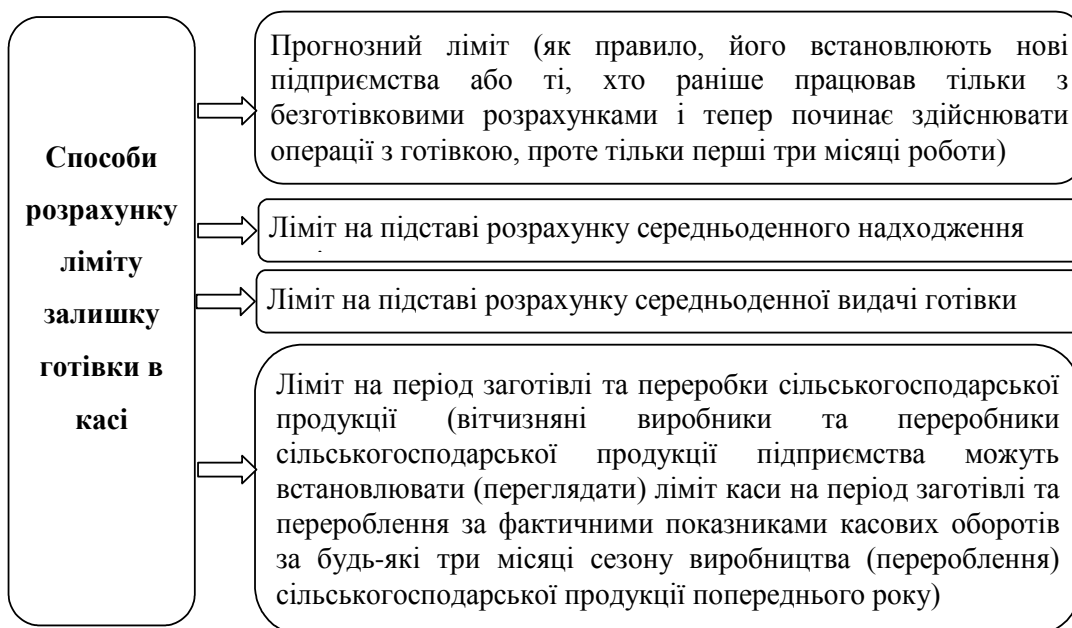 Способи
розрахунку
ліміту
залишку
готівки в
касі
Прогнозний ліміт (як правило, його встановлюють нові
підприємства або ті, хто раніше працював тільки з
безготівковими розрахунками і тепер починає здійснювати
операції з готівкою, проте тільки перші три місяці роботи)
Ліміт на підставі розрахунку середньоденного надходження
Ліміт на підставі розрахунку середньоденної видачі готівки
Ліміт на період заготівлі та переробки сільськогосподарської
продукції (вітчизняні виробники та переробники
сільськогосподарської продукції підприємства можуть
встановлювати (переглядати) ліміт каси на період заготівлі та
перероблення за фактичними показниками касових оборотів
за будь-які три місяці сезону виробництва (перероблення)
сільськогосподарської продукції попереднього року)